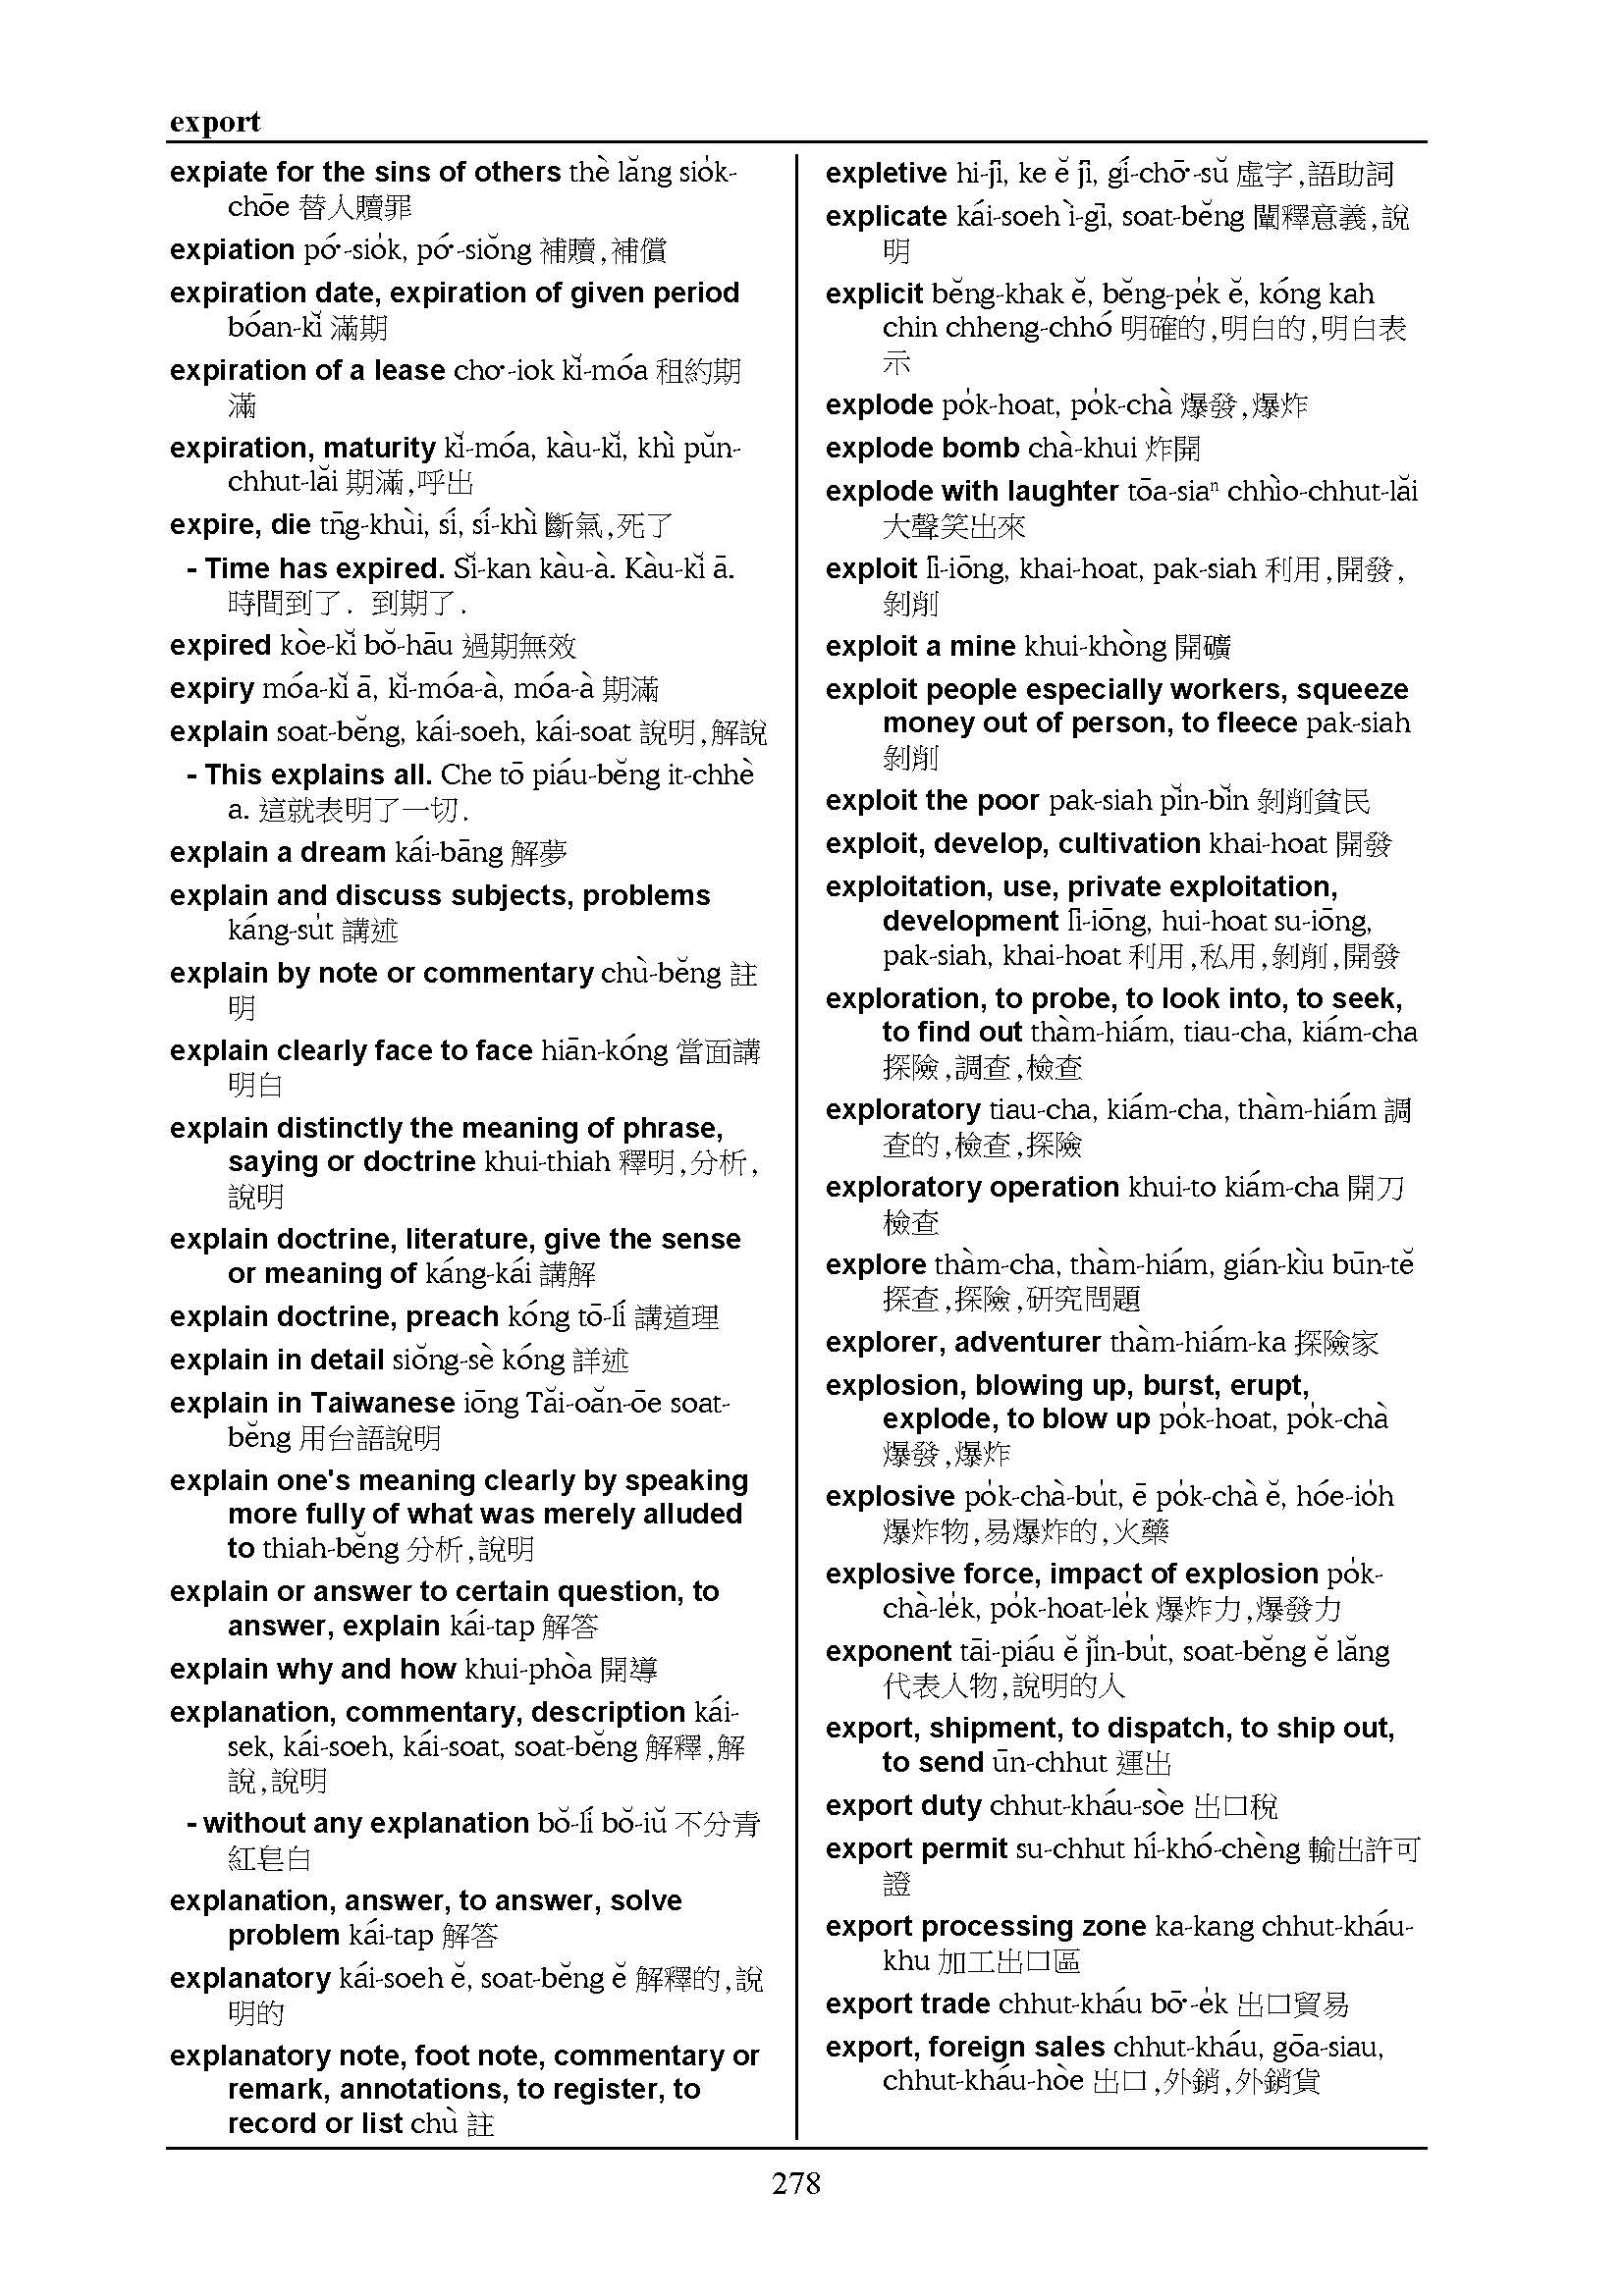 export
expiate for the sins of others thè lăng sio̍k-
chōe 替人贖罪
expiation pó͘-sio̍k, pó͘-siŏng 補贖,補償
expiration date, expiration of given period
bóan-kĭ 滿期
expiration of a lease cho͘-iok kĭ-móa 租約期
滿
expiration, maturity kĭ-móa, kàu-kĭ, khì pŭn-
chhut-lăi 期滿,呼出
expire, die tn̄g-khùi, sí, sí-khì 斷氣,死了
- Time has expired. Sĭ-kan kàu-à. Kàu-kĭ ā.
時間到了. 到期了.
expired kòe-kĭ bŏ-hāu 過期無效
expiry móa-kĭ ā, kĭ-móa-à, móa-à 期滿
explain soat-bĕng, kái-soeh, kái-soat 說明,解說
- This explains all. Che tō piáu-bĕng it-chhè
a. 這就表明了一切.
explain a dream kái-bāng 解夢
explain and discuss subjects, problems
káng-su̍t 講述
explain by note or commentary chù-bĕng 註
明
explain clearly face to face hiān-kóng 當面講
明白
explain distinctly the meaning of phrase,
saying or doctrine khui-thiah 釋明,分析,
說明
explain doctrine, literature, give the sense
or meaning of káng-kái 講解
explain doctrine, preach kóng tō-lí 講道理
explain in detail siŏng-sè kóng 詳述
explain in Taiwanese iōng Tăi-oăn-ōe soat-
bĕng 用台語說明
explain one's meaning clearly by speaking
more fully of what was merely alluded
to thiah-bĕng 分析,說明
explain or answer to certain question, to
answer, explain kái-tap 解答
explain why and how khui-phòa 開導
explanation, commentary, description kái-
sek, kái-soeh, kái-soat, soat-bĕng 解釋,解
說,說明
- without any explanation bŏ-lí bŏ-iŭ 不分青
紅皂白
explanation, answer, to answer, solve
problem kái-tap 解答
explanatory kái-soeh ĕ, soat-bĕng ĕ 解釋的,說
明的
explanatory note, foot note, commentary or
remark, annotations, to register, to
record or list chù 註
expletive hi-jī, ke ĕ jī, gí-chō͘-sŭ 虛字,語助詞
explicate kái-soeh ì-gī, soat-bĕng 闡釋意義,說
明
explicit bĕng-khak ĕ, bĕng-pe̍k ĕ, kóng kah
chin chheng-chhó 明確的,明白的,明白表
示
explode po̍k-hoat, po̍k-chà 爆發,爆炸
explode bomb chà-khui 炸開
explode with laughter tōa-siaⁿ chhìo-chhut-lăi
大聲笑出來
exploit lī-iōng, khai-hoat, pak-siah 利用,開發,
剝削
exploit a mine khui-khòng 開礦
exploit people especially workers, squeeze
money out of person, to fleece pak-siah
剝削
exploit the poor pak-siah pĭn-bĭn 剝削貧民
exploit, develop, cultivation khai-hoat 開發
exploitation, use, private exploitation,
development lī-iōng, hui-hoat su-iōng,
pak-siah, khai-hoat 利用,私用,剝削,開發
exploration, to probe, to look into, to seek,
to find out thàm-hiám, tiau-cha, kiám-cha
探險,調查,檢查
exploratory tiau-cha, kiám-cha, thàm-hiám 調
查的,檢查,探險
exploratory operation khui-to kiám-cha 開刀
檢查
explore thàm-cha, thàm-hiám, gián-kìu būn-tĕ
探查,探險,研究問題
explorer, adventurer thàm-hiám-ka 探險家
explosion, blowing up, burst, erupt,
explode, to blow up po̍k-hoat, po̍k-chà
爆發,爆炸
explosive po̍k-chà-bu̍t, ē po̍k-chà ĕ, hóe-io̍h
爆炸物,易爆炸的,火藥
explosive force, impact of explosion po̍k-
chà-le̍k, po̍k-hoat-le̍k 爆炸力,爆發力
exponent tāi-piáu ĕ jĭn-bu̍t, soat-bĕng ĕ lăng
代表人物,說明的人
export, shipment, to dispatch, to ship out,
to send ūn-chhut 運出
export duty chhut-kháu-sòe 出口稅
export permit su-chhut hí-khó-chèng 輸出許可
證
export processing zone ka-kang chhut-kháu-
khu 加工出口區
export trade chhut-kháu bō͘-e̍k 出口貿易
export, foreign sales chhut-kháu, gōa-siau,
chhut-kháu-hòe 出口,外銷,外銷貨
278